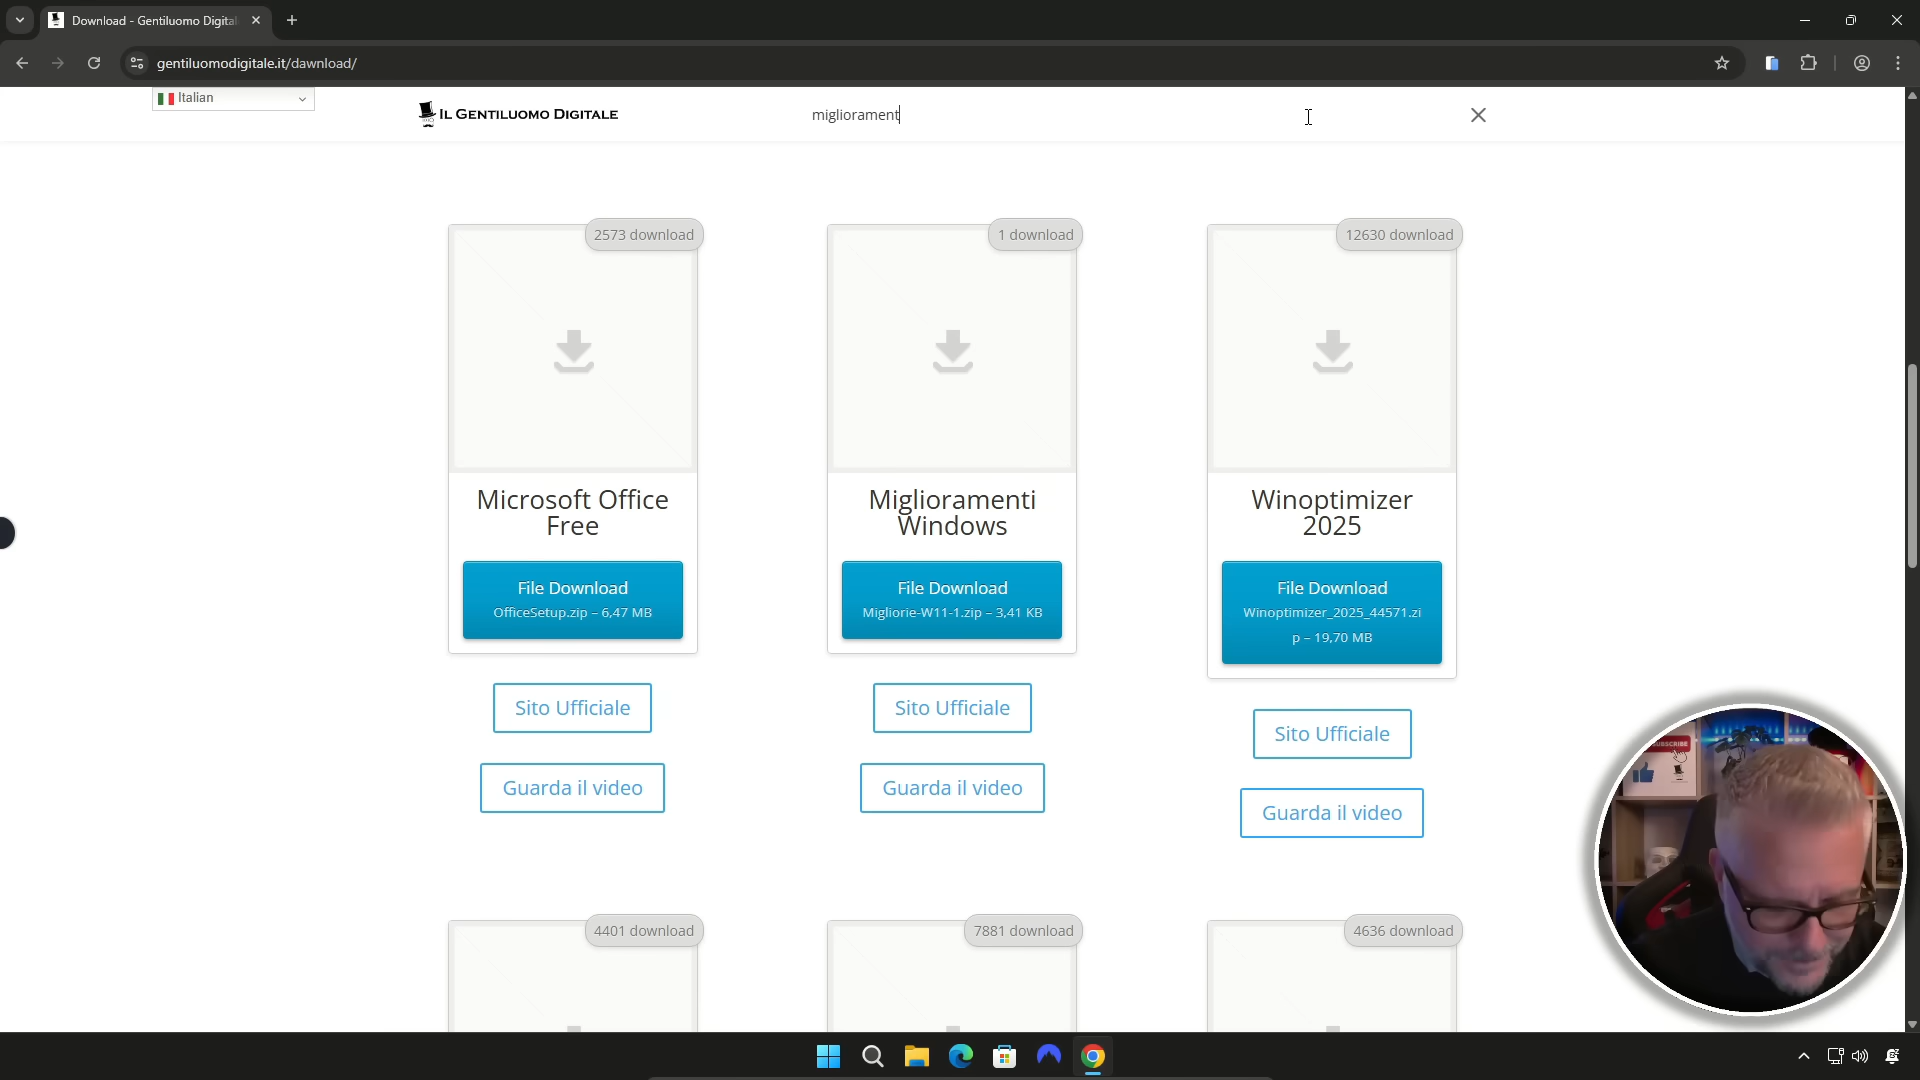 Download - Gentiluomo Digital
gentiluomodigitale.it/dawnload/
Italian
IL GENTILUOMO DIGITALE
migliorament
2573 download
1 download
12630 download
Microsoft Office
Free
Miglioramenti
Windows
Winoptimizer
2025
File Download
OfficeSetup.zip – 6,47 MB
File Download
Migliorie-W11-1.zip – 3,41 KB
File Download
Winoptimizer_2025_44571.zi
p – 19,70 MB
Sito Ufficiale
Sito Ufficiale
Sito Ufficiale
Guarda il video
Guarda il video
Guarda il video
4401 download
7881 download
4636 download
SUBSCRIBE